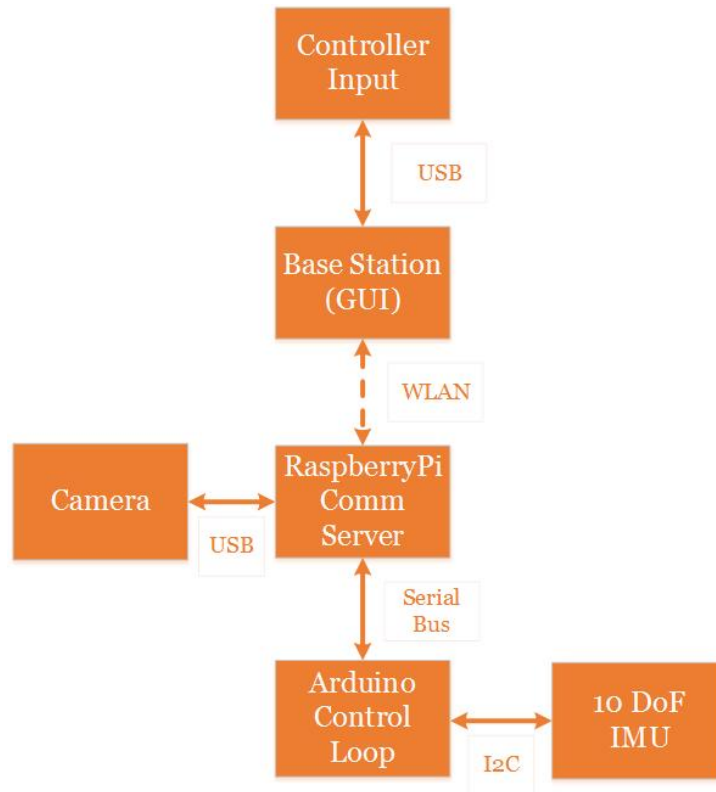 Controller
Input
USB
Base Station
(GUI)
WLAN
Camera
USB
RaspberryPi
Comm
Server
Serial
Bus
Arduino
Control
Loop
I2C
10 DoF
IMU